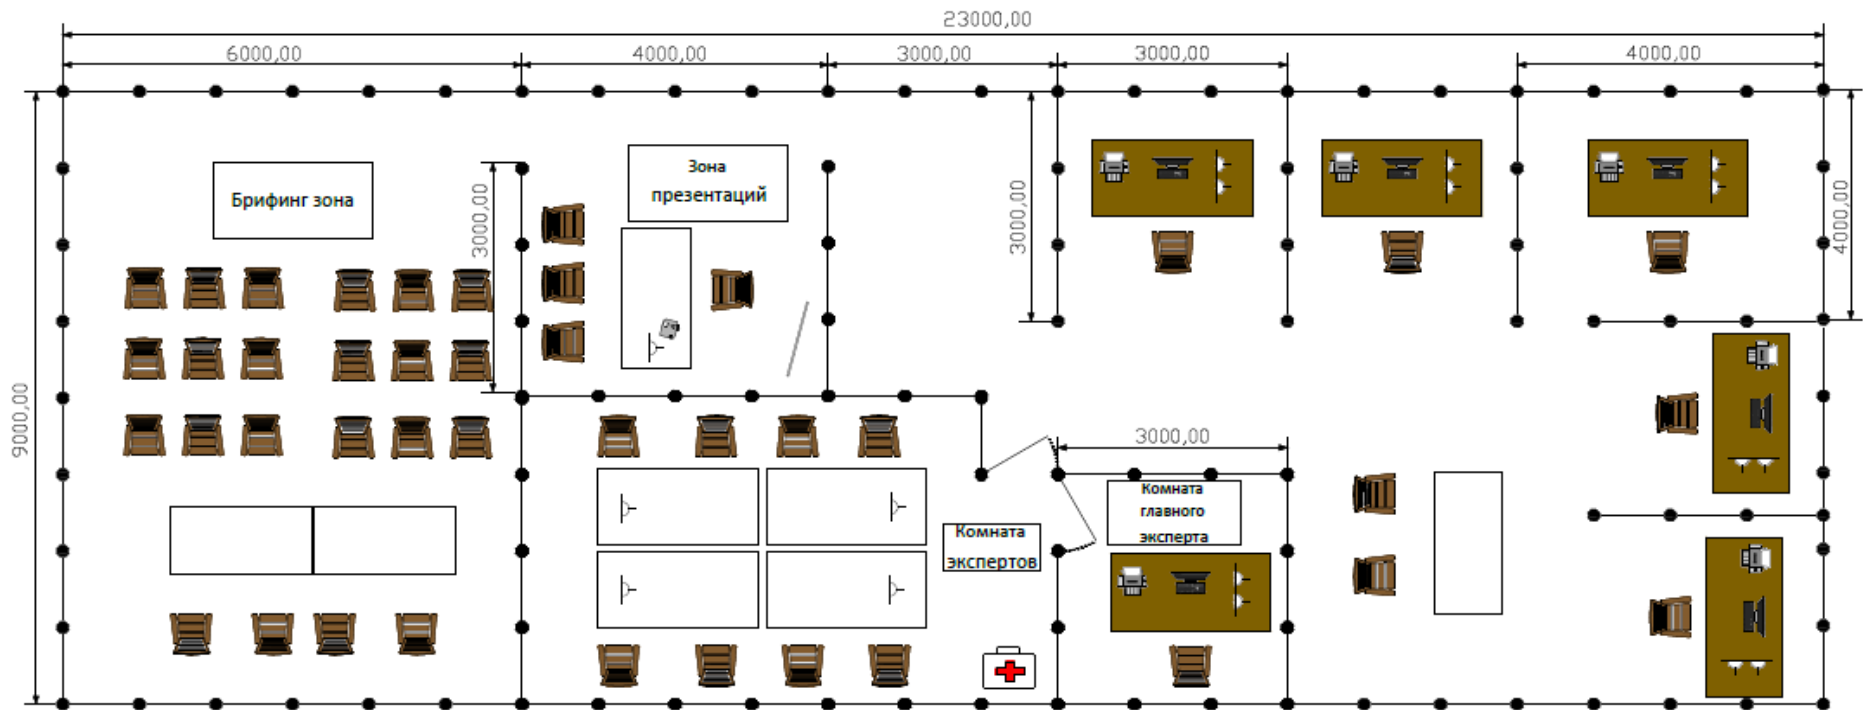 23000,00
6000,00
4000,00
3000,00
3000,00
4000,00
9000,00
3000,00
3000,00
4000,00
Брифинг зона
Зона
презентаций
3000,00
Комната
экспертов
Комната
главного
эксперта